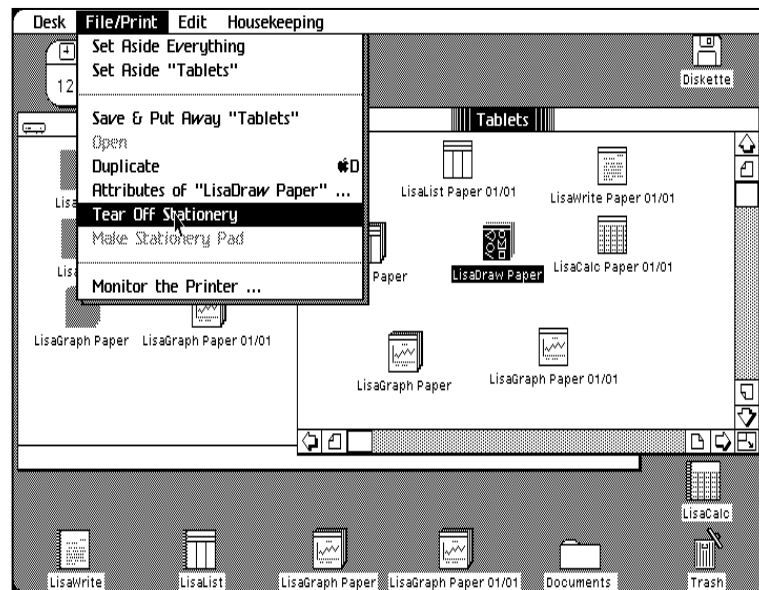 Desk File/Print Edit Housekeeping
Set Aside Everything
Set Aside "Tablets"
Save & Put Away "Tablets"
Open
Duplicate D
Attributes of "LisaDraw Paper" ...
Tear Off Stationery
Make Stationery Pad
Monitor the Printer ...
12
Diskette
Tablets
LisaList Paper 01/01
LisaWrite Paper 01/01
Paper
LisaDraw Paper
LisaCalc Paper 01/01
LisaGraph Paper
LisaGraph Paper 01/01
LisaGraph Paper
LisaGraph Paper 01/01
LisaCalc
LisaWrite
LisaList
LisaGraph Paper
LisaGraph Paper 01/01
Documents
Trash